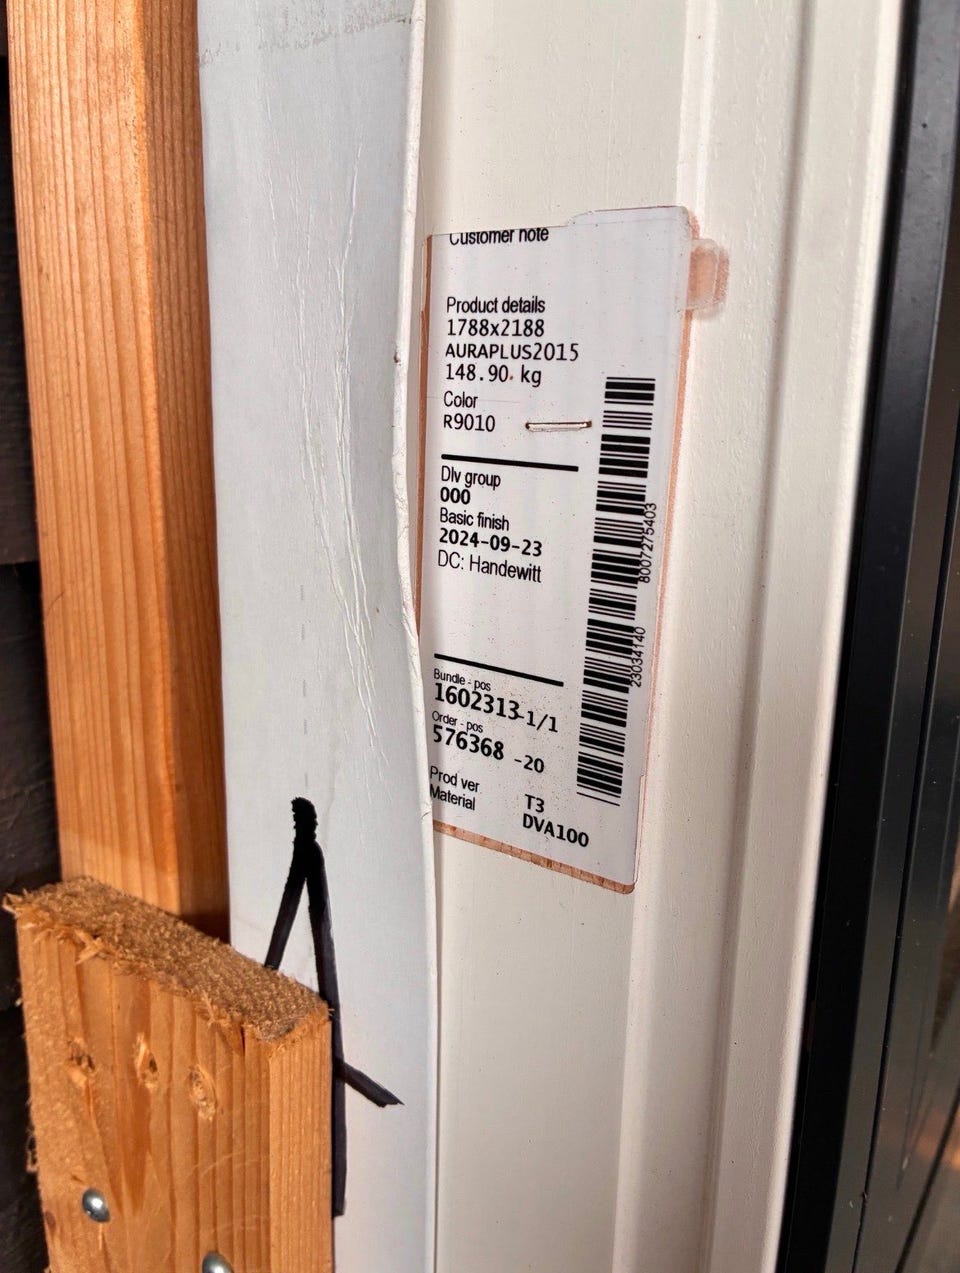 Customer note
Product details
1788x2188
AURAPLUS2015
148.90 kg
Color
R9010
Dlv group
000
Basic finish
2024-09-23
DC: Handewitt
Bundle - pos
1602313-1/1
Order - pos
576368 -20
Prod ver T3
Material DVA100
8007275403
23034140